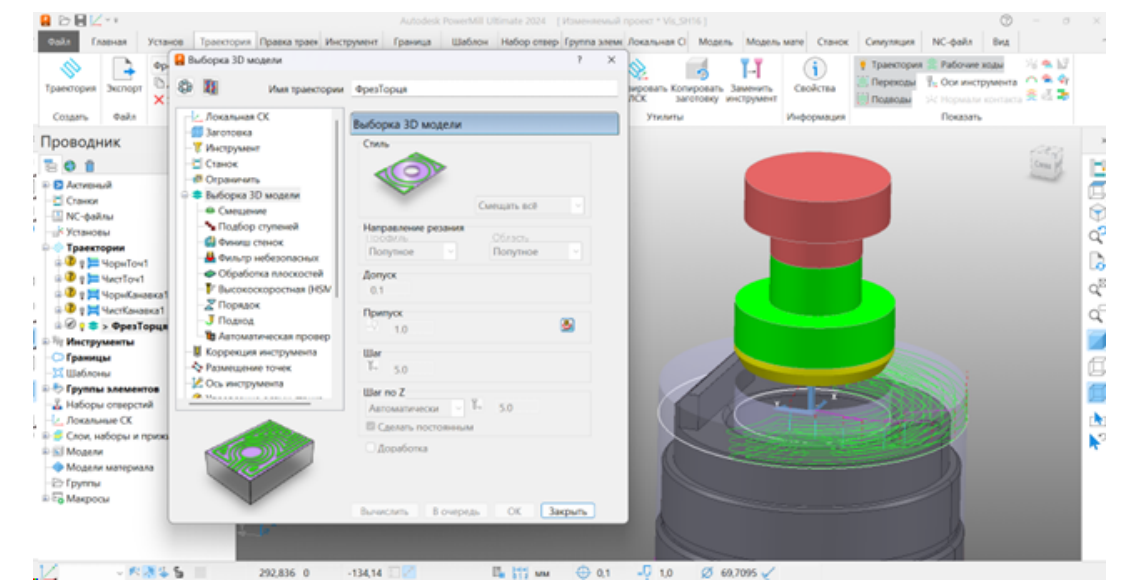 Autodesk PowerMill Ultimate 2024 [Изменяемый проект * Vis_SH16 ]
Файл Главная Установ Траектория Правка траек Инструмент Граница Шаблон Набор отвер Группа элеме Локальная С Модель Модель мате Станок Симуляция NC-файл Вид
Выборка 3D модели ? ×
Имя траектории ФрезТорца
Траектория Экспорт
Создать Файл
ЛСК Копировать заготовку Заменить инструмент
Утилиты
Свойства
Информация
Траектория Рабочие ходы
Переходы Оси инструмента
Подводы Нормали контакта
Показать
Проводник
Активный
Станки
NC-файлы
Установы
Траектории
ЧорнТоч1
ЧистТоч1
ЧорнКанавка1
ЧистКанавка1
> ФрезТорца
Инструменты
Границы
Шаблоны
Группы элементов
Наборы отверстий
Локальные СК
Слои, наборы и прижи
Модели
Модели материала
Группы
Макросы
Локальная СК
Заготовка
Инструмент
Станок
Ограничить
Выборка 3D модели
Смещение
Подбор ступеней
Финиш стенок
Фильтр небезопасных
Обработка плоскостей
Высокоскоростная (HSM
Порядок
Подход
Автоматическая провер
Коррекция инструмента
Размещение точек
Ось инструмента
Выборка 3D модели
Стиль
Смещать всё
Направление резания
Профиль Область
Попутное Попутное
Допуск
0.1
Припуск
1.0
Шаг
5.0
Шаг по Z
Автоматически 5.0
Сделать постоянным
Доработка
Вычислить В очередь ОК Закрыть
292,836 0 -134,14 мм 0,1 1,0 69,7095